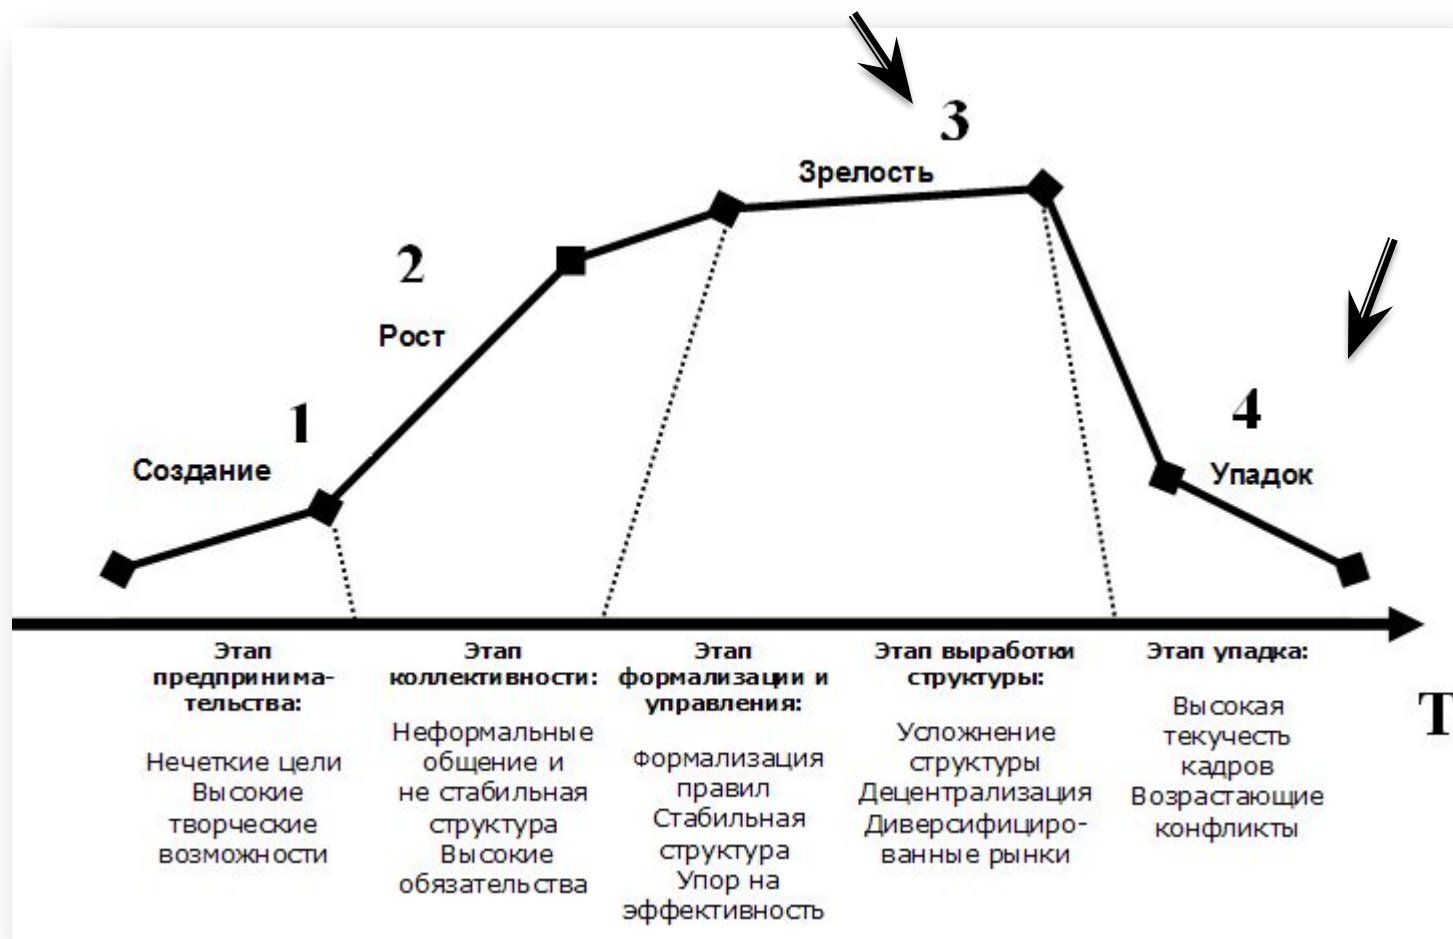 3
Зрелость
2
Рост
1
Создание
4
Упадок
Этап
предпринима-
тельства:
Нечеткие цели
Высокие
творческие
возможности
Этап
коллективности:
Неформальные
общение и
не стабильная
структура
Высокие
обязательства
Этап
формализации и
управления:
Формализация
правил
Стабильная
структура
Упор на
эффективность
Этап выработки
структуры:
Усложнение
структуры
Децентрализация
Диверсифициро-
ванные рынки
Этап упадка:
Высокая
текучесть
кадров
Возрастающие
конфликты
Т